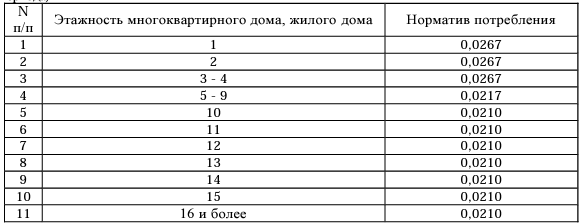 N п/п Этажность многоквартирного дома, жилого дома Норматив потребления
1 1 0,0267
2 2 0,0267
3 3 - 4 0,0267
4 5 - 9 0,0217
5 10 0,0210
6 11 0,0210
7 12 0,0210
8 13 0,0210
9 14 0,0210
10 15 0,0210
11 16 и более 0,0210